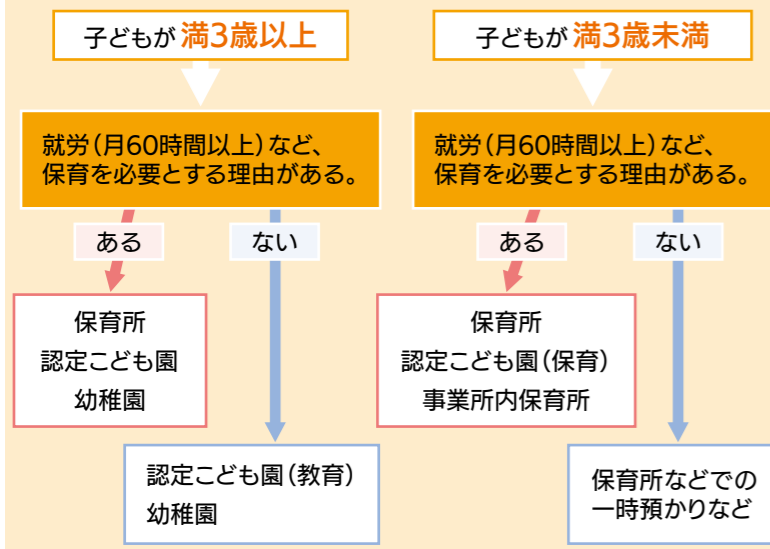 子どもが 満3歳以上
就労(月60時間以上)など、
保育を必要とする理由がある。
ある
ない
保育所
認定こども園
幼稚園
認定こども園(教育)
幼稚園
子どもが 満3歳未満
就労(月60時間以上)など、
保育を必要とする理由がある。
ある
ない
保育所
認定こども園(保育)
事業所内保育所
保育所などでの
一時預かりなど